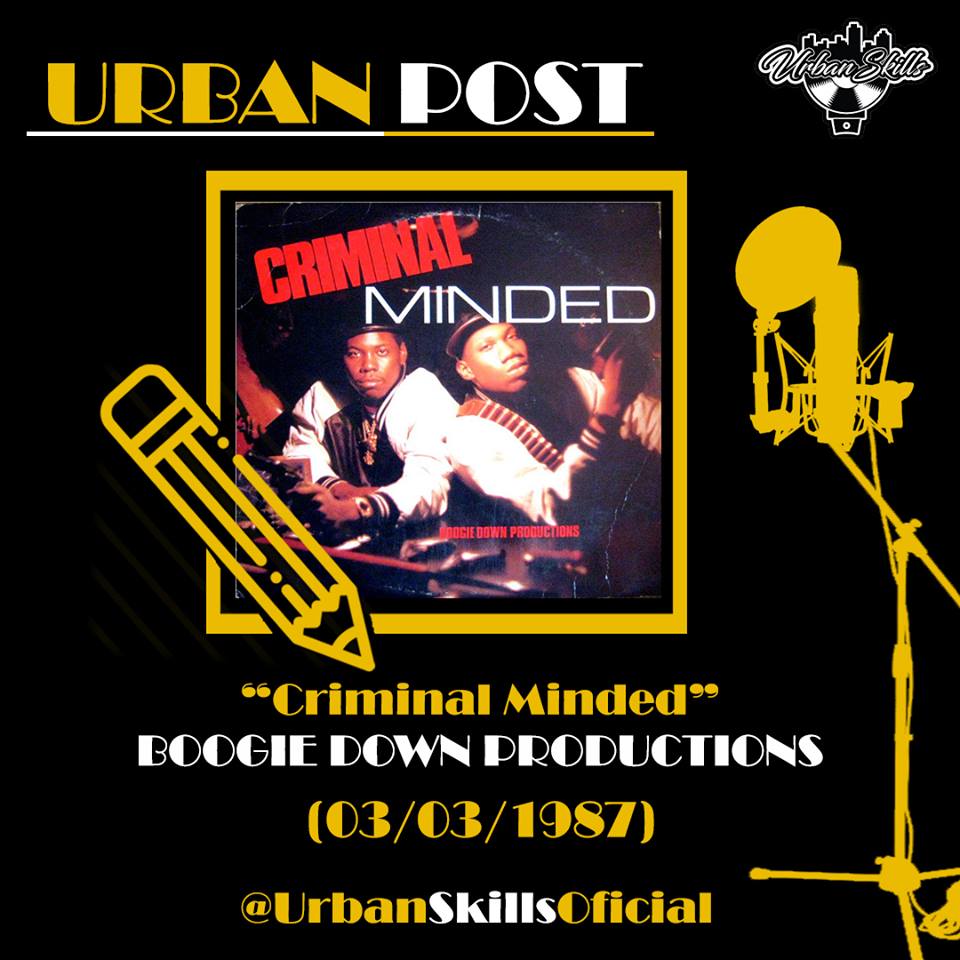 URBAN POST
Urban Skills
CRIMINAL
MINDED
BOOGIE DOWN PRODUCTIONS
“Criminal Minded”
BOOGIE DOWN PRODUCTIONS
(03/03/1987)
@UrbanSkillsOficial